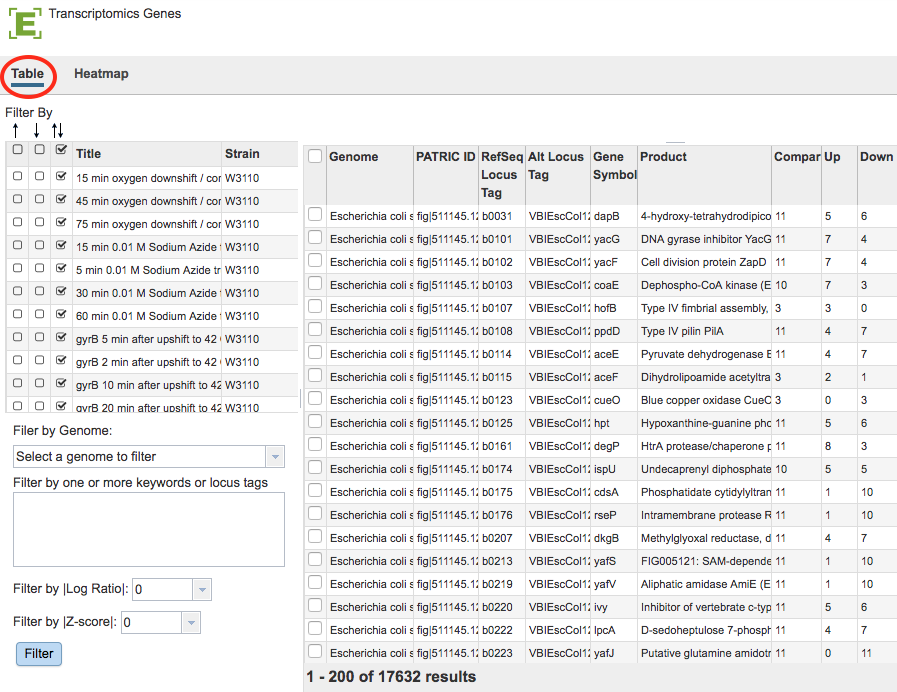 E Transcriptomics Genes
Table Heatmap
Filter By
Title Strain
15 min oxygen downshift / cor W3110
45 min oxygen downshift / cor W3110
75 min oxygen downshift / cor W3110
15 min 0.01 M Sodium Azide W3110
5 min 0.01 M Sodium Azide tr W3110
30 min 0.01 M Sodium Azide W3110
60 min 0.01 M Sodium Azide W3110
gyrB 5 min after upshift to 42 W3110
gyrB 2 min after upshift to 42 W3110
gyrB 10 min after upshift to 42 W3110
gyrB 20 min after upshift to 42 W3110
Filer by Genome:
Select a genome to filter
Filter by one or more keywords or locus tags
Filter by |Log Ratio|: 0
Filter by |Z-score|: 0
Filter
Genome PATRIC ID RefSeq Locus Tag Alt Locus Tag Gene Symbol Product Compar Up Down
Escherichia coli s fig|511145.12 b0031 VBIEscCol12 dapB 4-hydroxy-tetrahydrodipico 11 5 6
Escherichia coli s fig|511145.12 b0101 VBIEscCol12 yacG DNA gyrase inhibitor YacG 11 7 4
Escherichia coli s fig|511145.12 b0102 VBIEscCol12 yacF Cell division protein ZapD 11 7 4
Escherichia coli s fig|511145.12 b0103 VBIEscCol12 coaE Dephospho-CoA kinase (E 10 7 3
Escherichia coli s fig|511145.12 b0107 VBIEscCol12 hofB Type IV fimbrial assembly, 3 3 0
Escherichia coli s fig|511145.12 b0108 VBIEscCol12 ppdD Type IV pilin PilA 11 4 7
Escherichia coli s fig|511145.12 b0114 VBIEscCol12 aceE Pyruvate dehydrogenase E 11 4 7
Escherichia coli s fig|511145.12 b0115 VBIEscCol12 aceF Dihydrolipoamide acetyltra 3 2 1
Escherichia coli s fig|511145.12 b0123 VBIEscCol12 cueO Blue copper oxidase CueO 3 0 3
Escherichia coli s fig|511145.12 b0125 VBIEscCol12 hpt Hypoxanthine-guanine pho 11 5 6
Escherichia coli s fig|511145.12 b0161 VBIEscCol12 degP HtrA protease/chaperone p 11 8 3
Escherichia coli s fig|511145.12 b0174 VBIEscCol12 ispU Undecaprenyl diphosphate 10 5 5
Escherichia coli s fig|511145.12 b0175 VBIEscCol12 cdsA Phosphatidate cytidylyltran 11 1 10
Escherichia coli s fig|511145.12 b0176 VBIEscCol12 rseP Intramembrane protease R 11 1 10
Escherichia coli s fig|511145.12 b0207 VBIEscCol12 dkgB Methylglyoxal reductase, d 11 4 7
Escherichia coli s fig|511145.12 b0213 VBIEscCol12 yafS FIG005121: SAM-depende 11 1 10
Escherichia coli s fig|511145.12 b0219 VBIEscCol12 yafV Aliphatic amidase AmiE (E 11 1 10
Escherichia coli s fig|511145.12 b0220 VBIEscCol12 ivy Inhibitor of vertebrate c-typ 11 5 6
Escherichia coli s fig|511145.12 b0222 VBIEscCol12 lpcA D-sedoheptulose 7-phosph 11 4 7
Escherichia coli s fig|511145.12 b0223 VBIEscCol12 yafJ Putative glutamine amidotr 11 0 11
1 - 200 of 17632 results